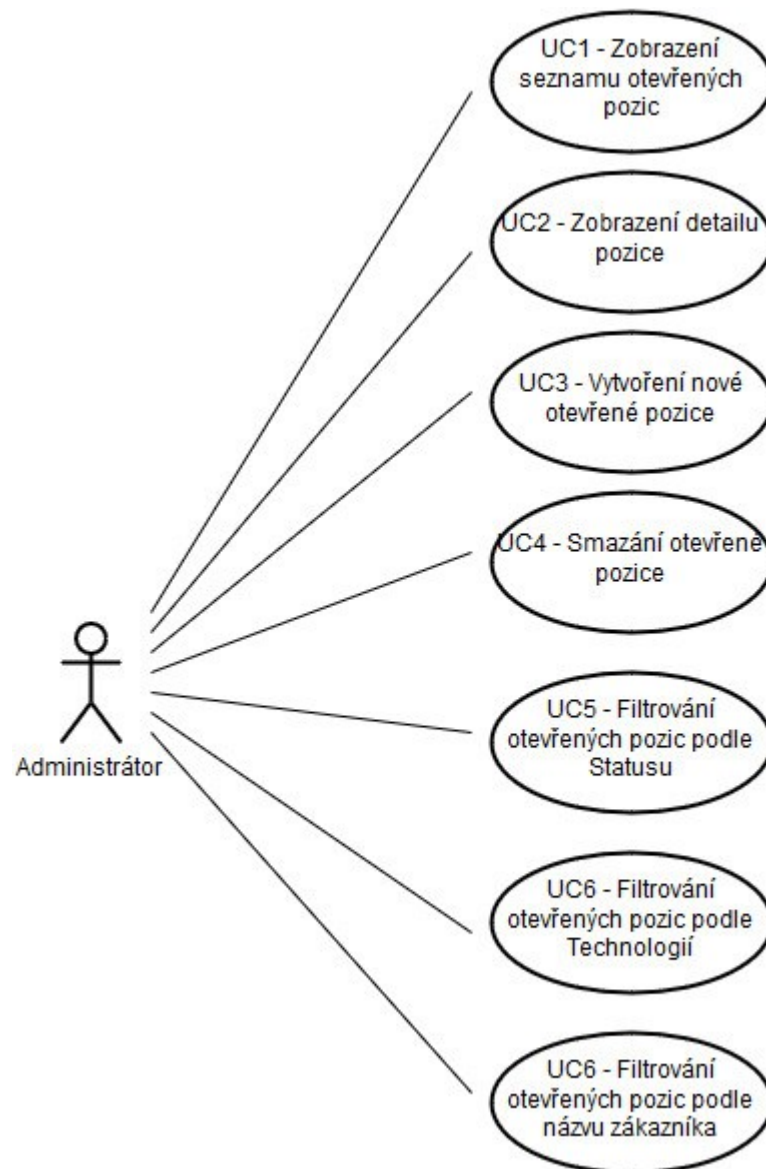 UC1 - Zobrazení
seznamu otevřených
pozic
UC2 - Zobrazení detailu
pozice
UC3 - Vytvoření nové
otevřené pozice
UC4 - Smazání otevřené
pozice
UC5 - Filtrování
otevřených pozic podle
Statusu
Administrátor
UC6 - Filtrování
otevřených pozic podle
Technologií
UC6 - Filtrování
otevřených pozic podle
názvu zákazníka